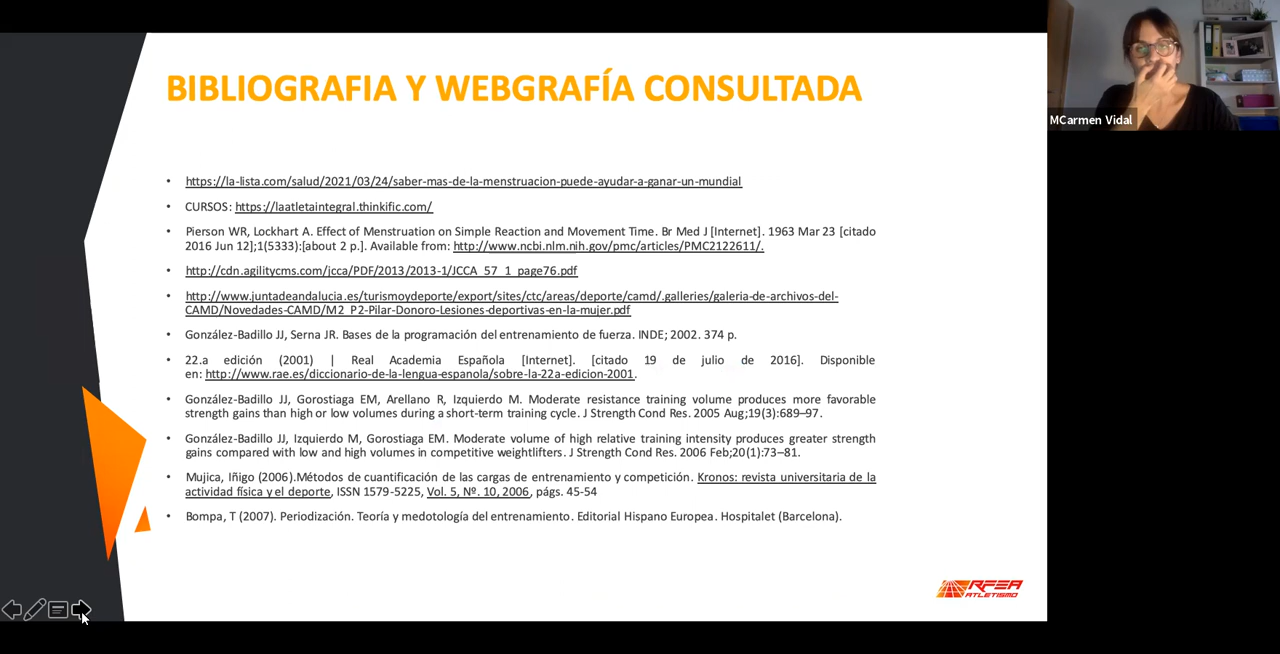 BIBLIOGRAFIA Y WEBGRAFÍA CONSULTADA
MCarmen Vidal
• https://la-lista.com/salud/2021/03/24/saber-mas-de-la-menstruacion-puede-ayudar-a-ganar-un-mundial
• CURSOS: https://laatletaintegral.thinkific.com/
• Pierson WR, Lockhart A. Effect of Menstruation on Simple Reaction and Movement Time. Br Med J [Internet]. 1963 Mar 23 [citado
2016 Jun 12];1(5333):[about 2 p.]. Available from: http://www.ncbi.nlm.nih.gov/pmc/articles/PMC2122611/.
• http://cdn.agilitycms.com/jcca/PDF/2013/2013-1/JCCA_57_1_page76.pdf
• http://www.juntadeandalucia.es/turismoydeporte/export/sites/ctc/areas/deporte/camd/.galleries/galeria-de-archivos-del-
CAMD/Novedades-CAMD/M2_P2-Pilar-Donoro-Lesiones-deportivas-en-la-mujer.pdf
• González-Badillo JJ, Serna JR. Bases de la programación del entrenamiento de fuerza. INDE; 2002. 374 p.
• 22.a edición (2001) | Real Academia Española [Internet]. [citado 19 de julio de 2016]. Disponible
en: http://www.rae.es/diccionario-de-la-lengua-espanola/sobre-la-22a-edicion-2001.
• González-Badillo JJ, Gorostiaga EM, Arellano R, Izquierdo M. Moderate resistance training volume produces more favorable
strength gains than high or low volumes during a short-term training cycle. J Strength Cond Res. 2005 Aug;19(3):689–97.
• González-Badillo JJ, Izquierdo M, Gorostiaga EM. Moderate volume of high relative training intensity produces greater strength
gains compared with low and high volumes in competitive weightlifters. J Strength Cond Res. 2006 Feb;20(1):73–81.
• Mujica, Iñigo (2006).Métodos de cuantificación de las cargas de entrenamiento y competición. Kronos: revista universitaria de la
actividad física y el deporte, ISSN 1579-5225, Vol. 5, Nº. 10, 2006, págs. 45-54
• Bompa, T (2007). Periodización. Teoría y medotología del entrenamiento. Editorial Hispano Europea. Hospitalet (Barcelona).
RFEA
ATLETISMO